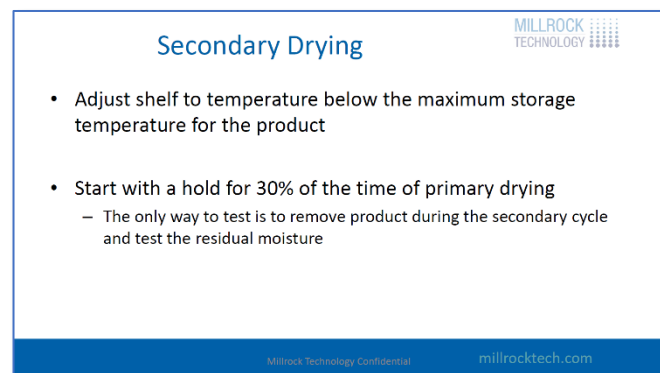 MILLROCK
TECHNOLOGY
Secondary Drying
• Adjust shelf to temperature below the maximum storage
temperature for the product
• Start with a hold for 30% of the time of primary drying
– The only way to test is to remove product during the secondary cycle
and test the residual moisture
Millrock Technology Confidential
millrocktech.com